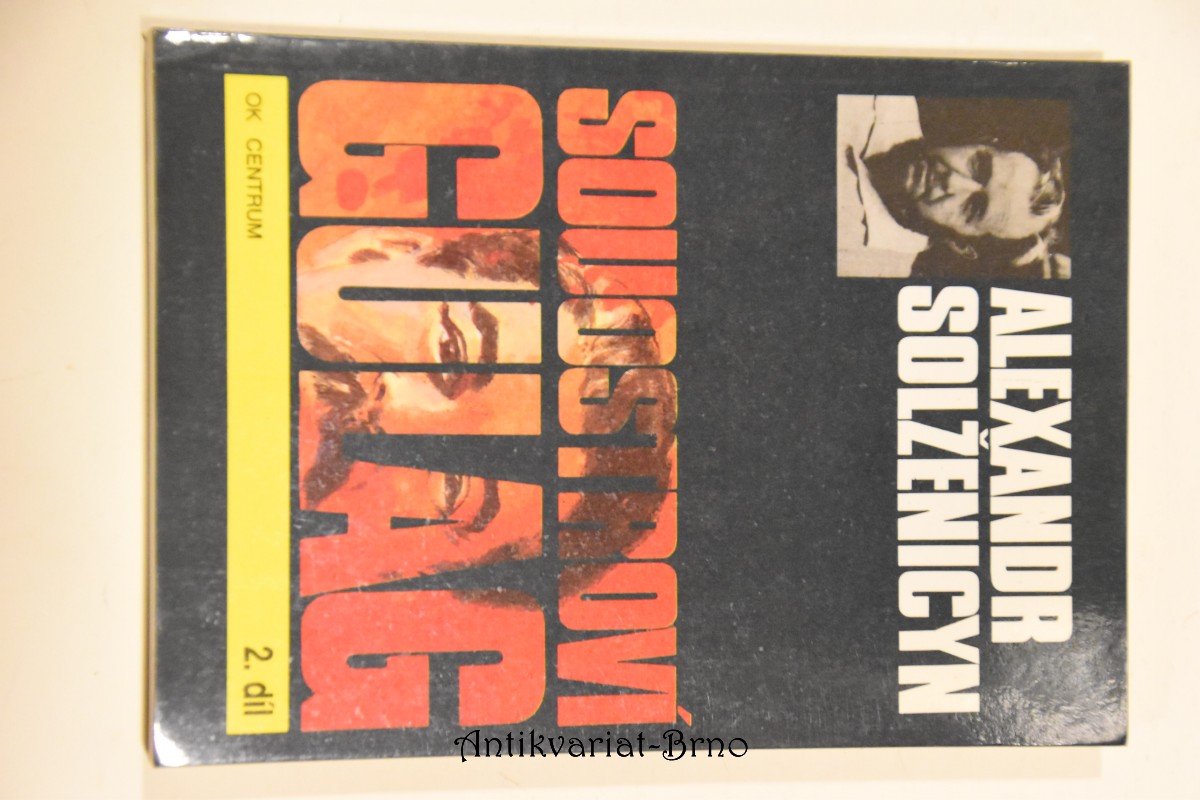 ALEXANDR
SOLŽENICYN
SOUOSTROVÍ
GULAG
OK CENTRUM 2. díl
Antikvariat-Brno